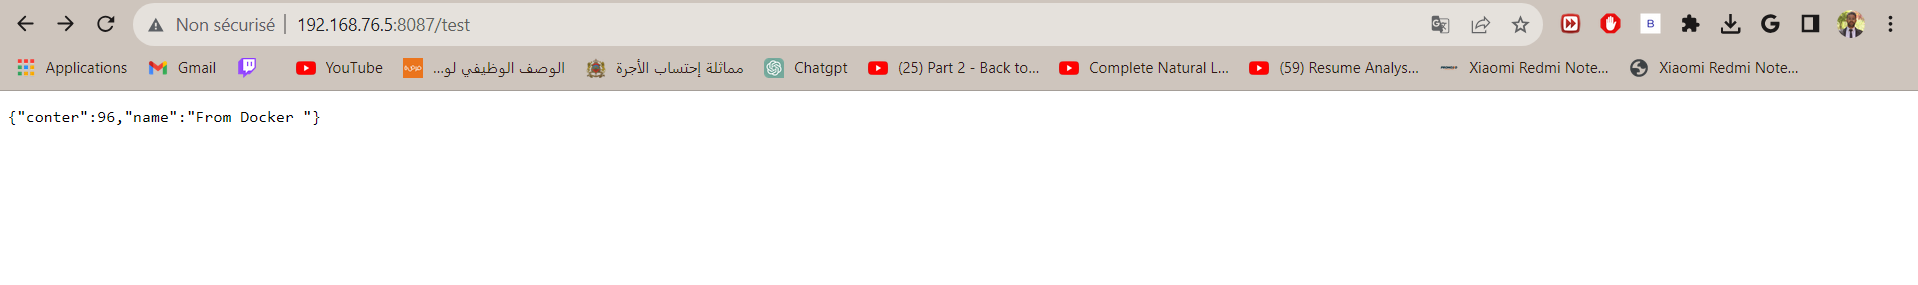 Non sécurisé | 192.168.76.5:8087/test
Applications Gmail YouTube الوصف الوظيفي لو... مماثلة إحتساب الأجرة Chatgpt (25) Part 2 - Back to... Complete Natural L... (59) Resume Analys... Xiaomi Redmi Note... Xiaomi Redmi Note...
{"conter":96,"name":"From Docker "}